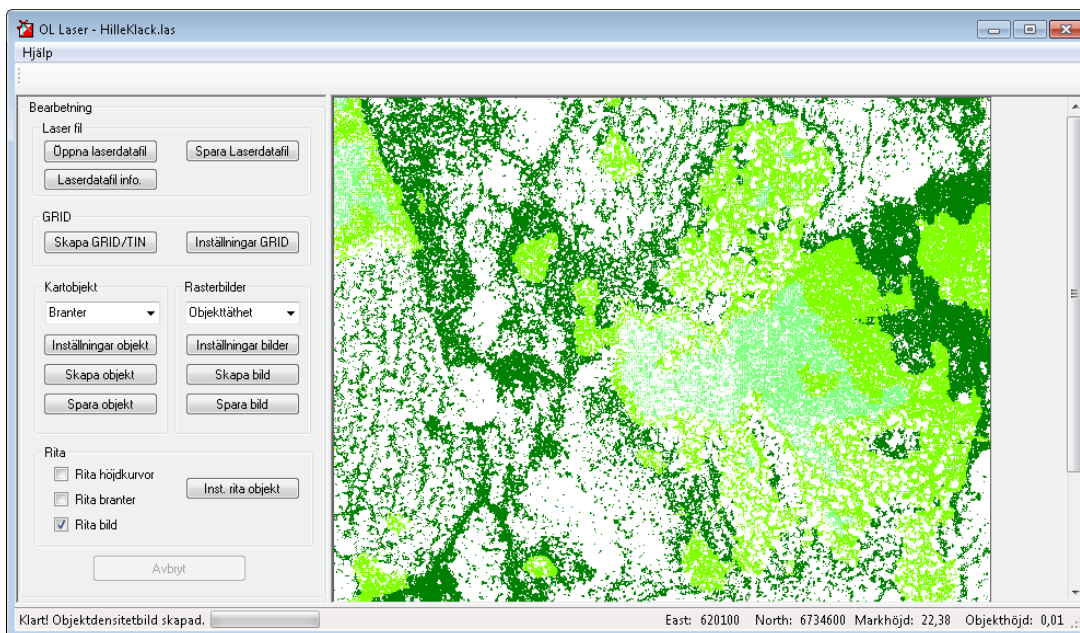 OL Laser - HilleKlack.las
Hjälp
Bearbetning
Laser fil
Öppna laserdatafil
Spara Laserdatafil
Laserdatafil info.
GRID
Skapa GRID/TIN
Inställningar GRID
Kartobjekt
Rasterbilder
Branter
Objekttäthet
Inställningar objekt
Inställningar bilder
Skapa objekt
Skapa bild
Spara objekt
Spara bild
Rita
Rita höjdkurvor
Rita branter
Inst. rita objekt
Rita bild
Avbryt
Klart! Objektdensitetbild skapad. East: 620100 North: 6734600 Markhöjd: 22,38 Objekthöjd: 0,01